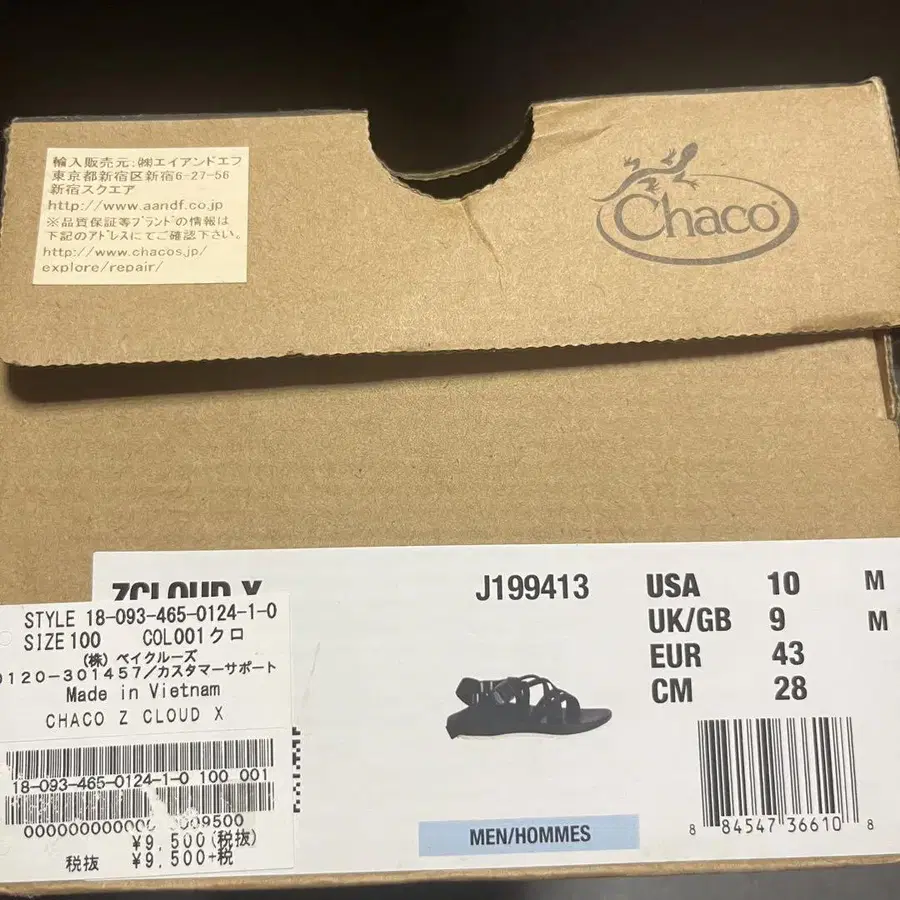 輸入販売元:㈱エイアンドエフ
東京都新宿区新宿6-27-56
新宿スクエア
http://www.aandf.co.jp
※品質保証等ブランドの情報は
下記のアドレスにてご確認下さい。
http://www.chacos.jp/
explore/repair/
Chaco
ZCLOUD X
J199413
USA 10 M
UK/GB 9 M
EUR 43
CM 28
MEN/HOMMES
8 84547 36610 8
STYLE 18-093-465-0124-1-0
SIZE100 COL001クロ
(株)ベイクルーズ
0120-301457/カスタマーサポート
Made in Vietnam
CHACO Z CLOUD X
18-093-465-0124-1-0 100 001
¥9,500(税抜)
税抜 ¥9,500+税